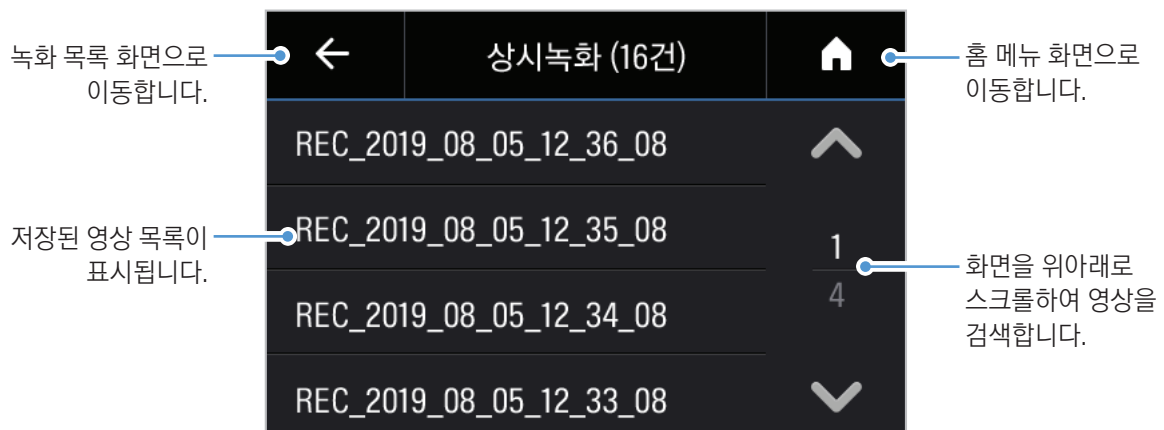 녹화 목록 화면으로
이동합니다.
상시녹화 (16건)
홈 메뉴 화면으로
이동합니다.
REC_2019_08_05_12_36_08
저장된 영상 목록이
표시됩니다.
REC_2019_08_05_12_35_08
REC_2019_08_05_12_34_08
REC_2019_08_05_12_33_08
1
4
화면을 위아래로
스크롤하여 영상을
검색합니다.